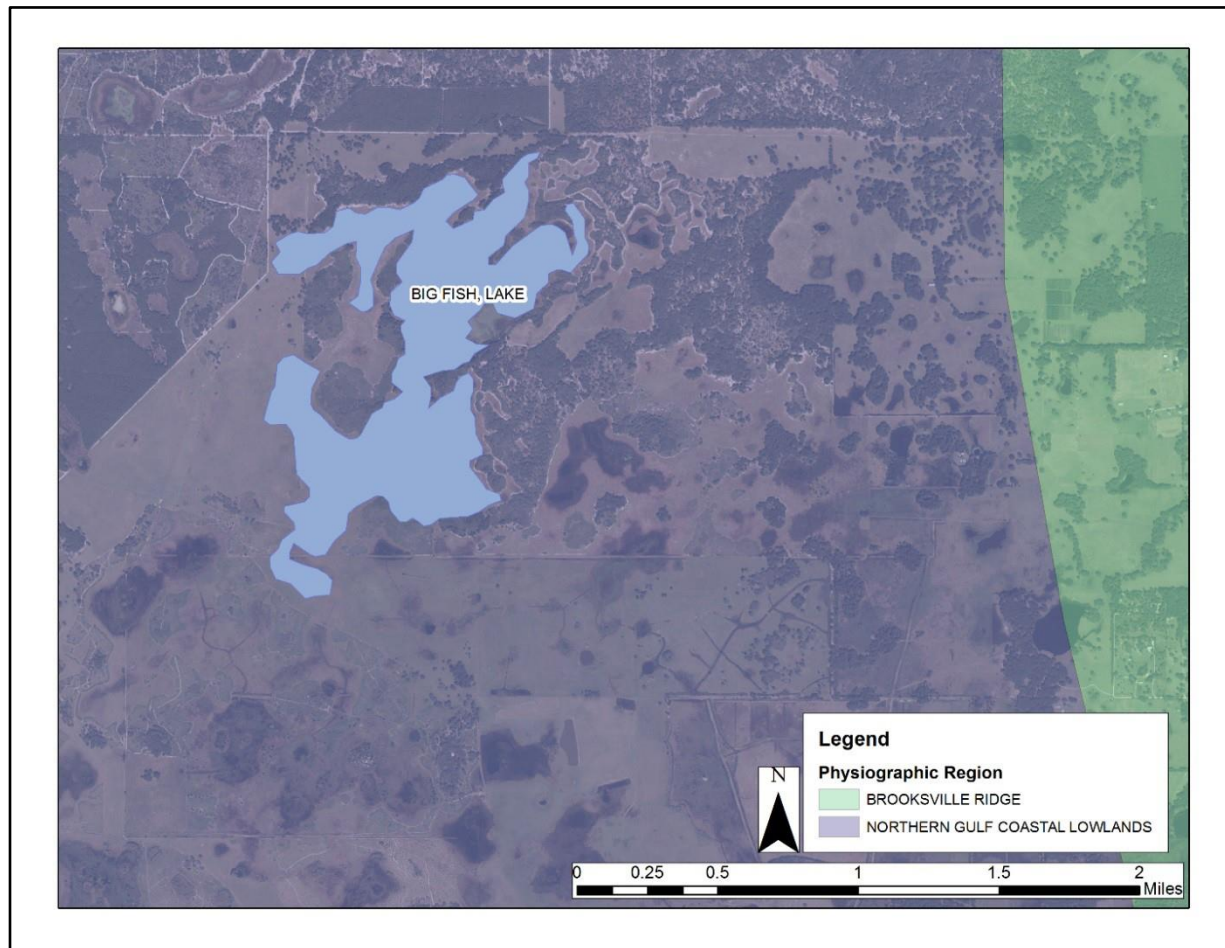 BIG FISH, LAKE
Legend
Physiographic Region
BROOKSVILLE RIDGE
NORTHERN GULF COASTAL LOWLANDS
N
0 0.25 0.5 1 1.5 2
Miles